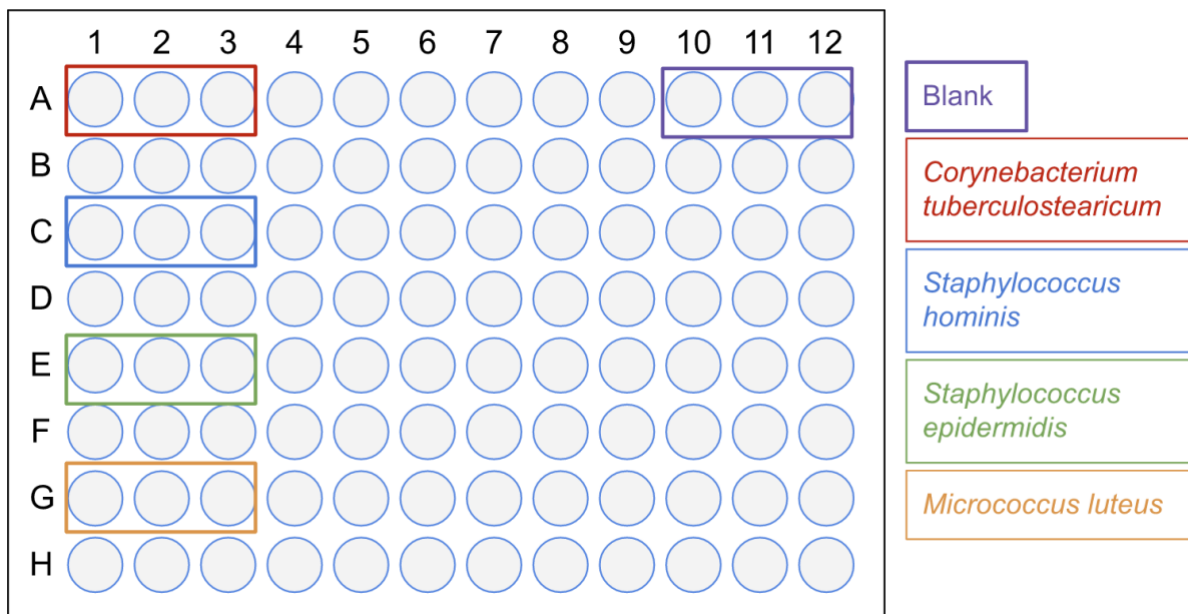 1 2 3 4 5 6 7 8 9 10 11 12
A
Blank
B
Corynebacterium
tuberculostearicum
C
D
Staphylococcus
hominis
E
F
Staphylococcus
epidermidis
G
Micrococcus luteus
H